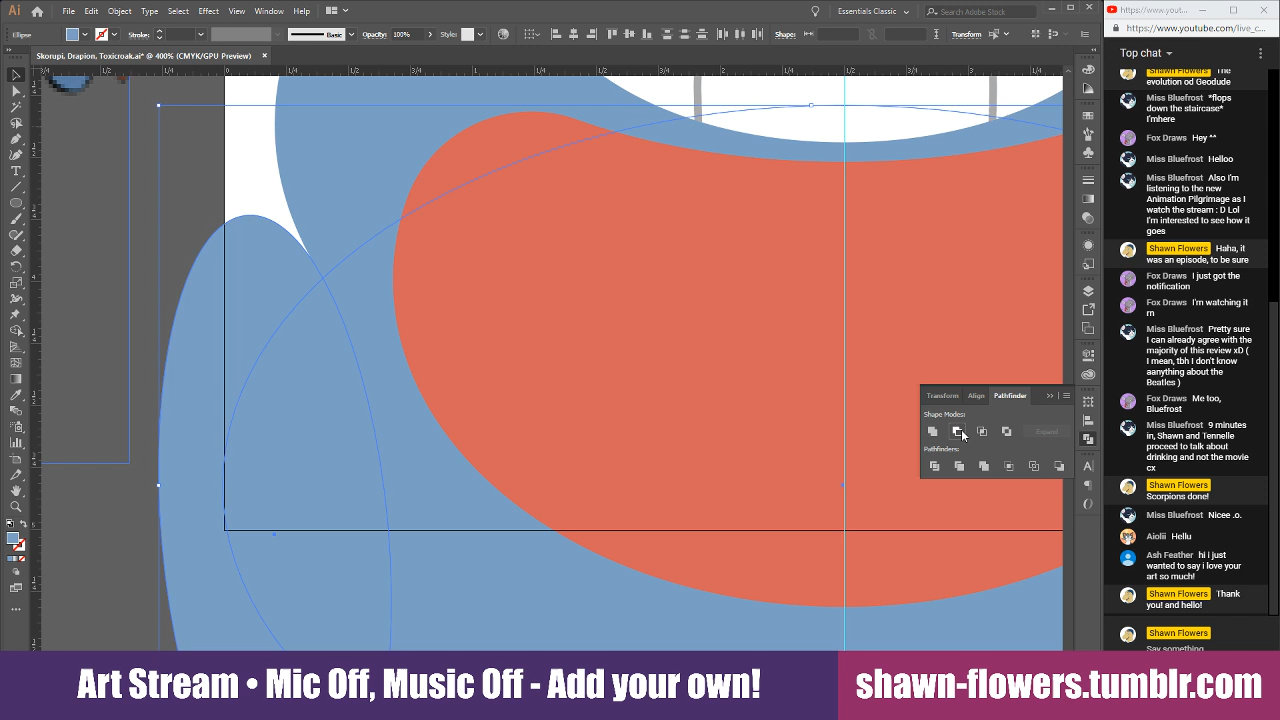 Ai File Edit Object Type Select Effect View Window Help Essentials Classic Search Adobe Stock
Ellipse Stroke: Basic Opacity: 100% Style: Shape: Transform
Skorupi, Drapion, Toxicroak.ai* @ 400% (CMYK/GPU Preview) ×
Transform Align Pathfinder
Shape Modes:
Expand
Pathfinders:
https://www.youtube...
https://www.youtube.com/live_c...
Top chat
Shawn Flowers The
evolution od Geodude
Miss Bluefrost *flops
down the staircase*
I'mhere
Fox Draws Hey ^^
Miss Bluefrost Helloo
Miss Bluefrost Also I'm
listening to the new
Animation Pilgrimage as I
watch the stream : D Lol
I'm interested to see how it
goes
Shawn Flowers Haha, it
was an episode, to be sure
Fox Draws I just got the
notification
Fox Draws I'm watching it
rn
Miss Bluefrost Pretty sure
I can already agree with the
majority of this review xD (
I mean, tbh I don't know
aanything about the
Beatles )
Fox Draws Me too,
Bluefrost
Miss Bluefrost 9 minutes
in, Shawn and Tennelle
proceed to talk about
drinking and not the movie
cx
Shawn Flowers
Scorpions done!
Miss Bluefrost Nicee .o.
Aiolii Hellu
Ash Feather hi i just
wanted to say i love your
art so much!
Shawn Flowers Thank
you! and hello!
Shawn Flowers
Say something
Art Stream • Mic Off, Music Off - Add your own!
shawn-flowers.tumblr.com